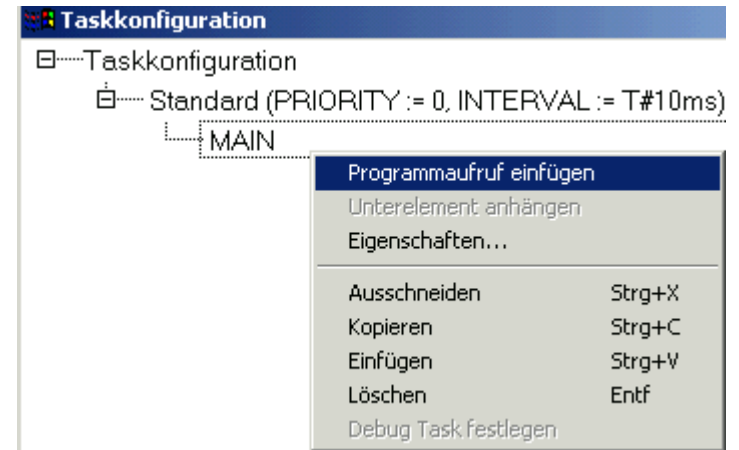 Taskkonfiguration
Taskkonfiguration
Standard (PRIORITY := 0, INTERVAL := T#10ms)
MAIN
Programmaufruf einfügen
Unterelement anhängen
Eigenschaften...
Ausschneiden Strg+X
Kopieren Strg+C
Einfügen Strg+V
Löschen Entf
Debug Task festlegen